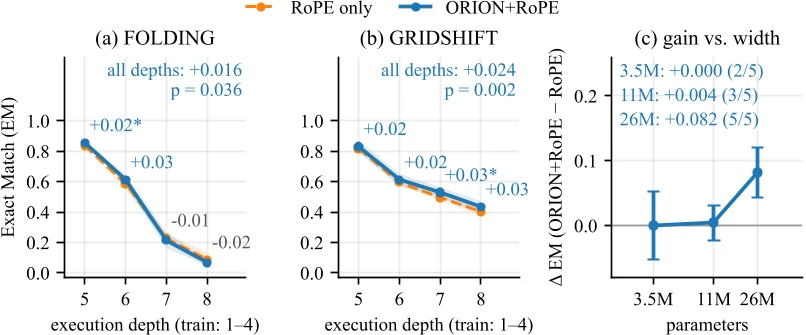 RoPE only
ORION+RoPE
(a) FOLDING
all depths: +0.016
p = 0.036
+0.02*
+0.03
-0.01
-0.02
Exact Match (EM)
1.0
0.8
0.6
0.4
0.2
0.0
5 6 7 8
execution depth (train: 1–4)
(b) GRIDSHIFT
all depths: +0.024
p = 0.002
+0.02
+0.02
+0.03*
+0.03
1.0
0.8
0.6
0.4
0.2
0.0
5 6 7 8
execution depth (train: 1–4)
(c) gain vs. width
3.5M: +0.000 (2/5)
11M: +0.004 (3/5)
26M: +0.082 (5/5)
Δ EM (ORION+RoPE − RoPE)
0.2
0.1
0.0
3.5M 11M 26M
parameters